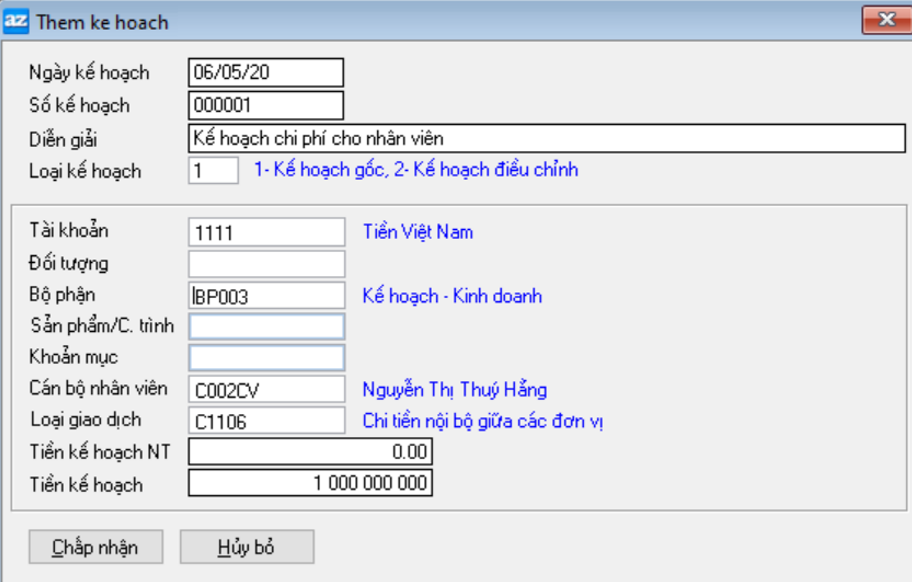 az Them ke hoach
Ngày kế hoạch 06/05/20
Số kế hoạch 000001
Diễn giải Kế hoạch chi phí cho nhân viên
Loại kế hoạch 1 1- Kế hoạch gốc, 2- Kế hoạch điều chỉnh
Tài khoản 1111 Tiền Việt Nam
Đối tượng
Bộ phận BP003 Kế hoạch - Kinh doanh
Sản phẩm/C. trình
Khoản mục
Cán bộ nhân viên C002CV Nguyễn Thị Thuý Hằng
Loại giao dịch C1106 Chi tiền nội bộ giữa các đơn vị
Tiền kế hoạch NT 0.00
Tiền kế hoạch 1 000 000 000
Chấp nhận Hủy bỏ